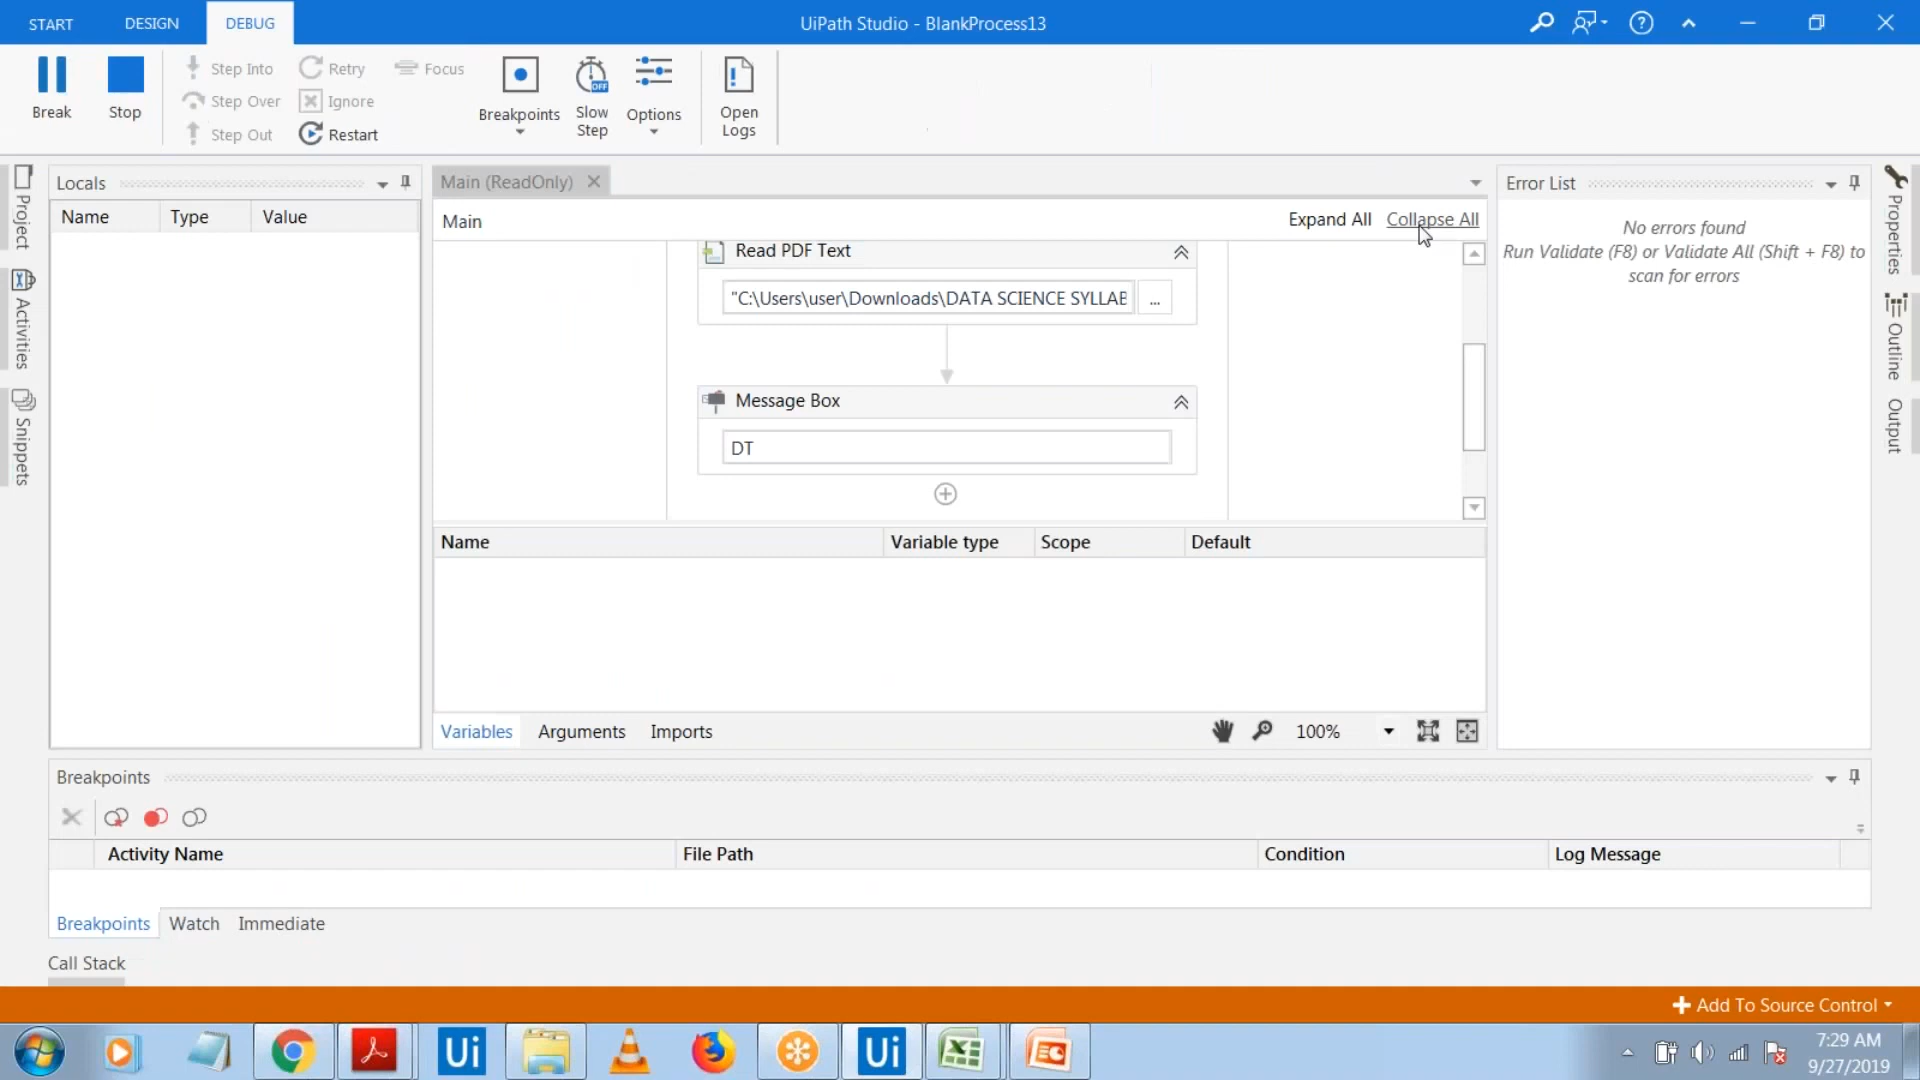 START
DESIGN
DEBUG
UiPath Studio - BlankProcess13
Break
Stop
Step Into
Step Over
Step Out
Retry
Ignore
Restart
Focus
Breakpoints
Slow
Step
OFF
Options
Open
Logs
Project
Activities
Snippets
Locals
Name
Type
Value
Main (ReadOnly)
Main
Expand All
Collapse All
Read PDF Text
"C:\Users\user\Downloads\DATA SCIENCE SYLLAB
...
Message Box
DT
Name
Variable type
Scope
Default
Variables
Arguments
Imports
100%
Error List
No errors found
Run Validate (F8) or Validate All (Shift + F8) to
scan for errors
Properties
Outline
Output
Breakpoints
Activity Name
File Path
Condition
Log Message
Breakpoints
Watch
Immediate
Call Stack
Add To Source Control
Ui
Ui
7:29 AM
9/27/2019